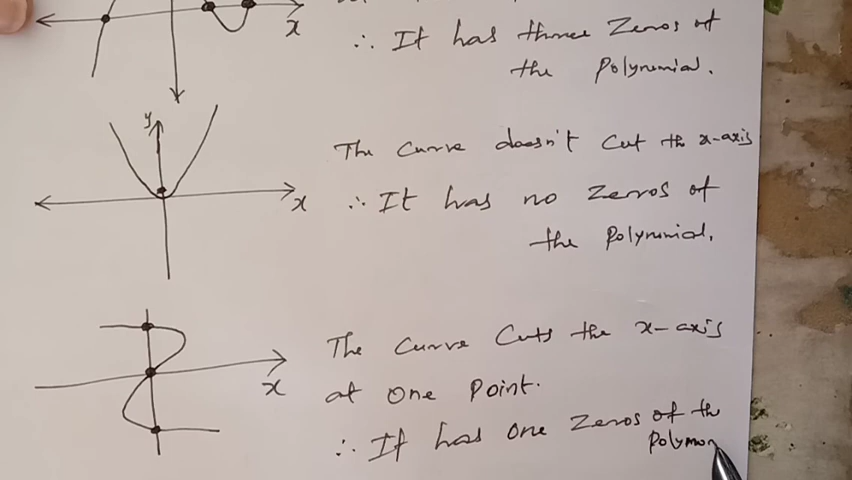 x
∴ It has three Zeros of
the Polynomial.
y
x
The Curve doesn't Cut the x-axis
∴ It has no Zeros of
the Polynomial.
x
The Curve Cuts the x-axis
at One Point.
∴ It has One Zeros of the
Polymon